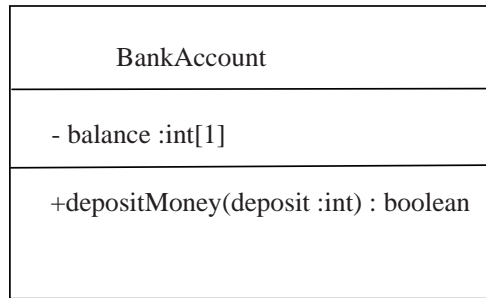 BankAccount
- balance :int[1]
+depositMoney(deposit :int) : boolean